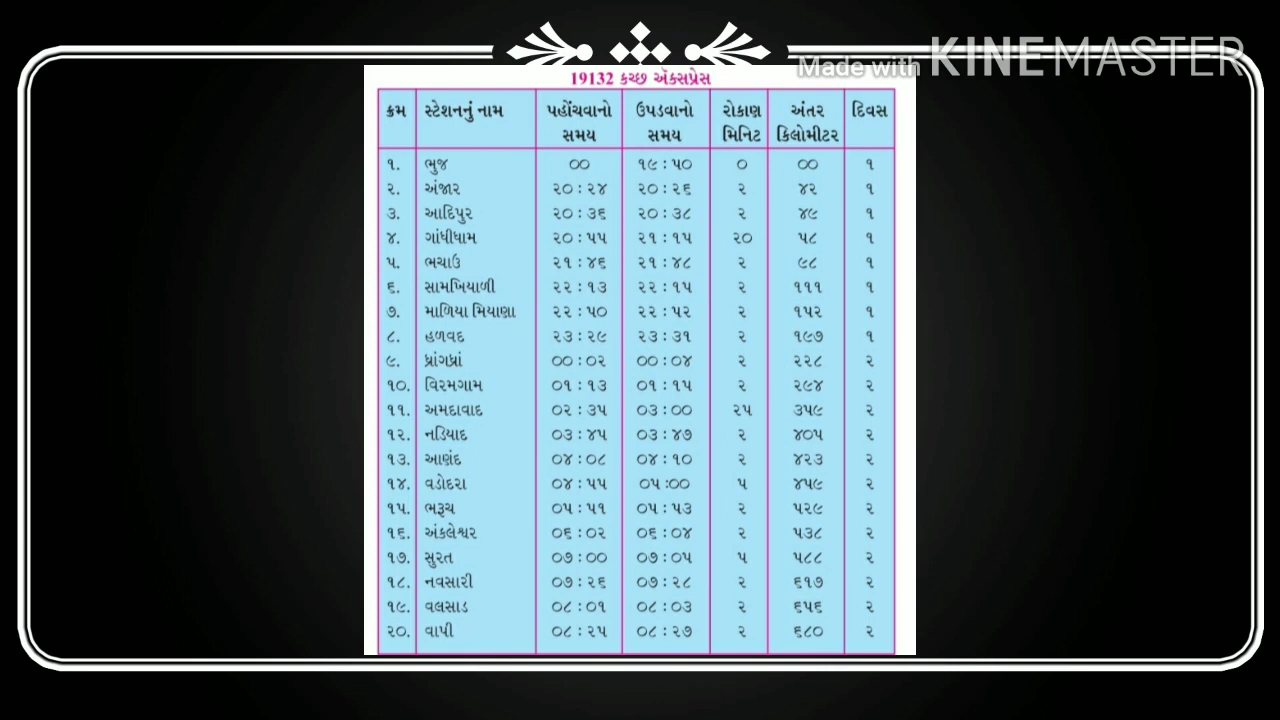 Made with KINEMASTER
19132 કચ્છ ઍક્સપ્રેસ
ક્રમ સ્ટેશનનું નામ પહોંચવાનો સમય ઉપડવાનો સમય રોકાણ મિનિટ અંતર કિલોમીટર દિવસ
૧. ભુજ ૦૦ ૧૯ : ૫૦ ૦ ૦૦ ૧
૨. અંજાર ૨૦ : ૨૪ ૨૦ : ૨૬ ૨ ૪૨ ૧
૩. આદિપુર ૨૦ : ૩૬ ૨૦ : ૩૮ ૨ ૪૯ ૧
૪. ગાંધીધામ ૨૦ : ૫૫ ૨૧ : ૧૫ ૨૦ ૫૮ ૧
૫. ભચાઉ ૨૧ : ૪૬ ૨૧ : ૪૮ ૨ ૯૮ ૧
૬. સામખિયાળી ૨૨ : ૧૩ ૨૨ : ૧૫ ૨ ૧૧૧ ૧
૭. માળિયા મિયાણા ૨૨ : ૫૦ ૨૨ : ૫૨ ૨ ૧૫૨ ૧
૮. હળવદ ૨૩ : ૨૯ ૨૩ : ૩૧ ૨ ૧૯૭ ૧
૯. ધ્રાંગધ્રાં ૦૦ : ૦૨ ૦૦ : ૦૪ ૨ ૨૨૮ ૨
૧૦. વિરમગામ ૦૧ : ૧૩ ૦૧ : ૧૫ ૨ ૨૯૪ ૨
૧૧. અમદાવાદ ૦૨ : ૩૫ ૦૩ : ૦૦ ૨૫ ૩૫૯ ૨
૧૨. નડિયાદ ૦૩ : ૪૫ ૦૩ : ૪૭ ૨ ૪૦૫ ૨
૧૩. આણંદ ૦૪ : ૦૮ ૦૪ : ૧૦ ૨ ૪૨૩ ૨
૧૪. વડોદરા ૦૪ : ૫૫ ૦૫ :૦૦ ૫ ૪૫૯ ૨
૧૫. ભરૂચ ૦૫ : ૫૧ ૦૫ : ૫૩ ૨ ૫૨૯ ૨
૧૬. અંકલેશ્વર ૦૬ : ૦૨ ૦૬ : ૦૪ ૨ ૫૩૮ ૨
૧૭. સુરત ૦૭ : ૦૦ ૦૭ : ૦૫ ૫ ૫૮૮ ૨
૧૮. નવસારી ૦૭ : ૨૬ ૦૭ : ૨૮ ૨ ૬૧૭ ૨
૧૯. વલસાડ ૦૮ : ૦૧ ૦૮ : ૦૩ ૨ ૬૫૬ ૨
૨૦. વાપી ૦૮ : ૨૫ ૦૮ : ૨૭ ૨ ૬૮૦ ૨